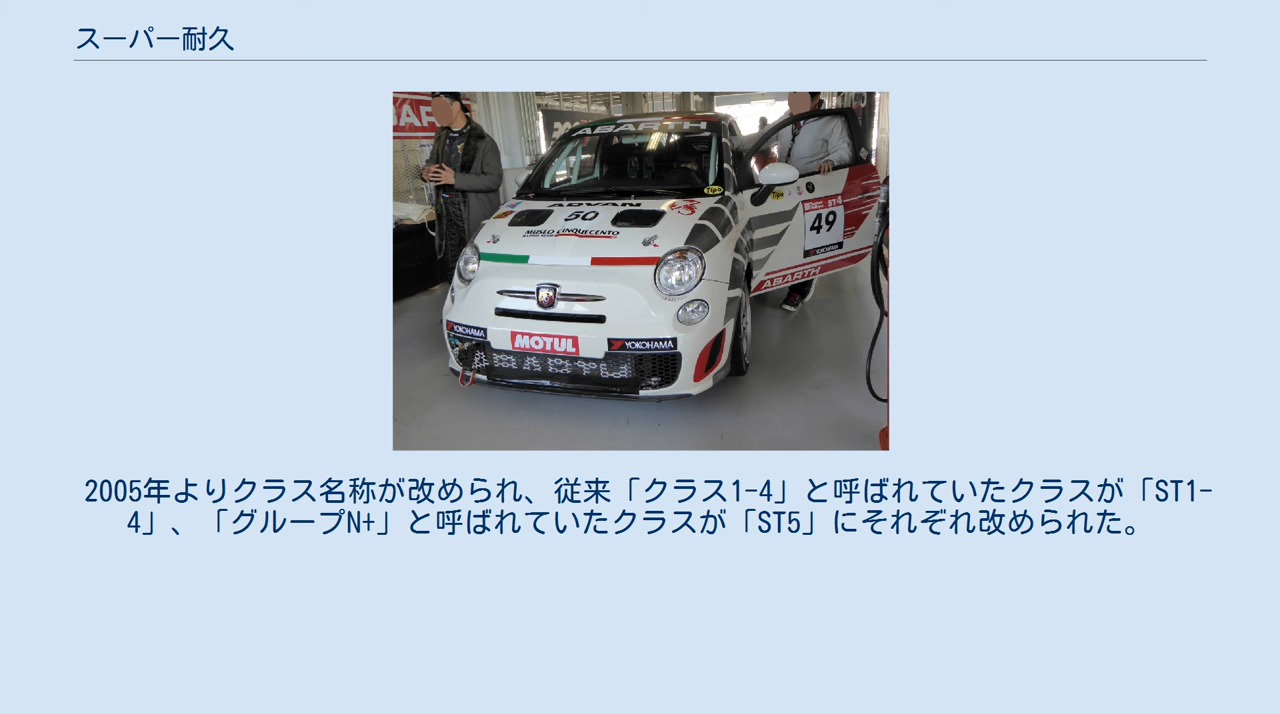 スーパー耐久
ABAR
ABARTH
Tipo
Tipo
ADVAN
50
MUSEO CINQUECENTO
ST4
49
YOKOHAMA
ABARTH
YOKOHAMA
MOTUL
YOKOHAMA
ABARTH
2005年よりクラス名称が改められ、従来「クラス1-4」と呼ばれていたクラスが「ST1-
4」、「グループN+」と呼ばれていたクラスが「ST5」にそれぞれ改められた。